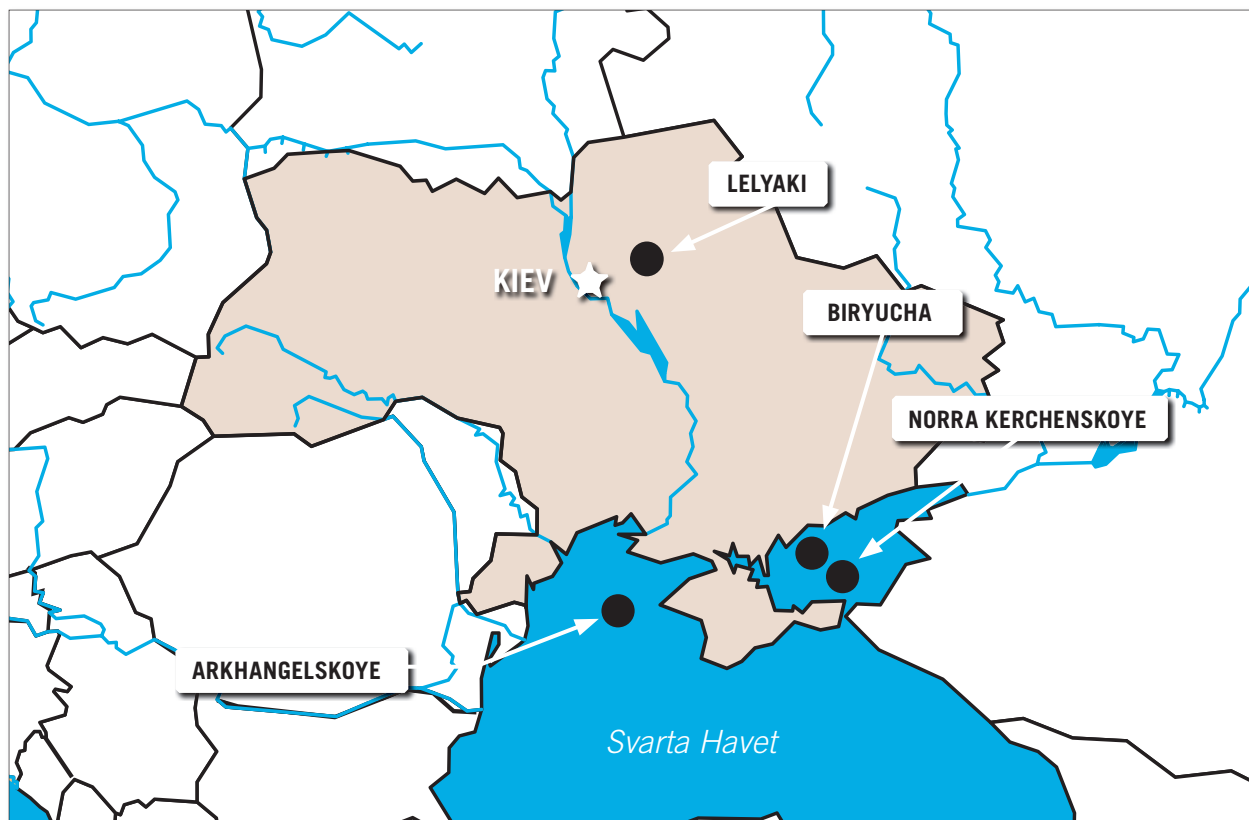 LELYAKI
KIEV
BIRYUCHA
NORRA KERCHENSKOYE
ARKHANGELSKOYE
Svarta Havet